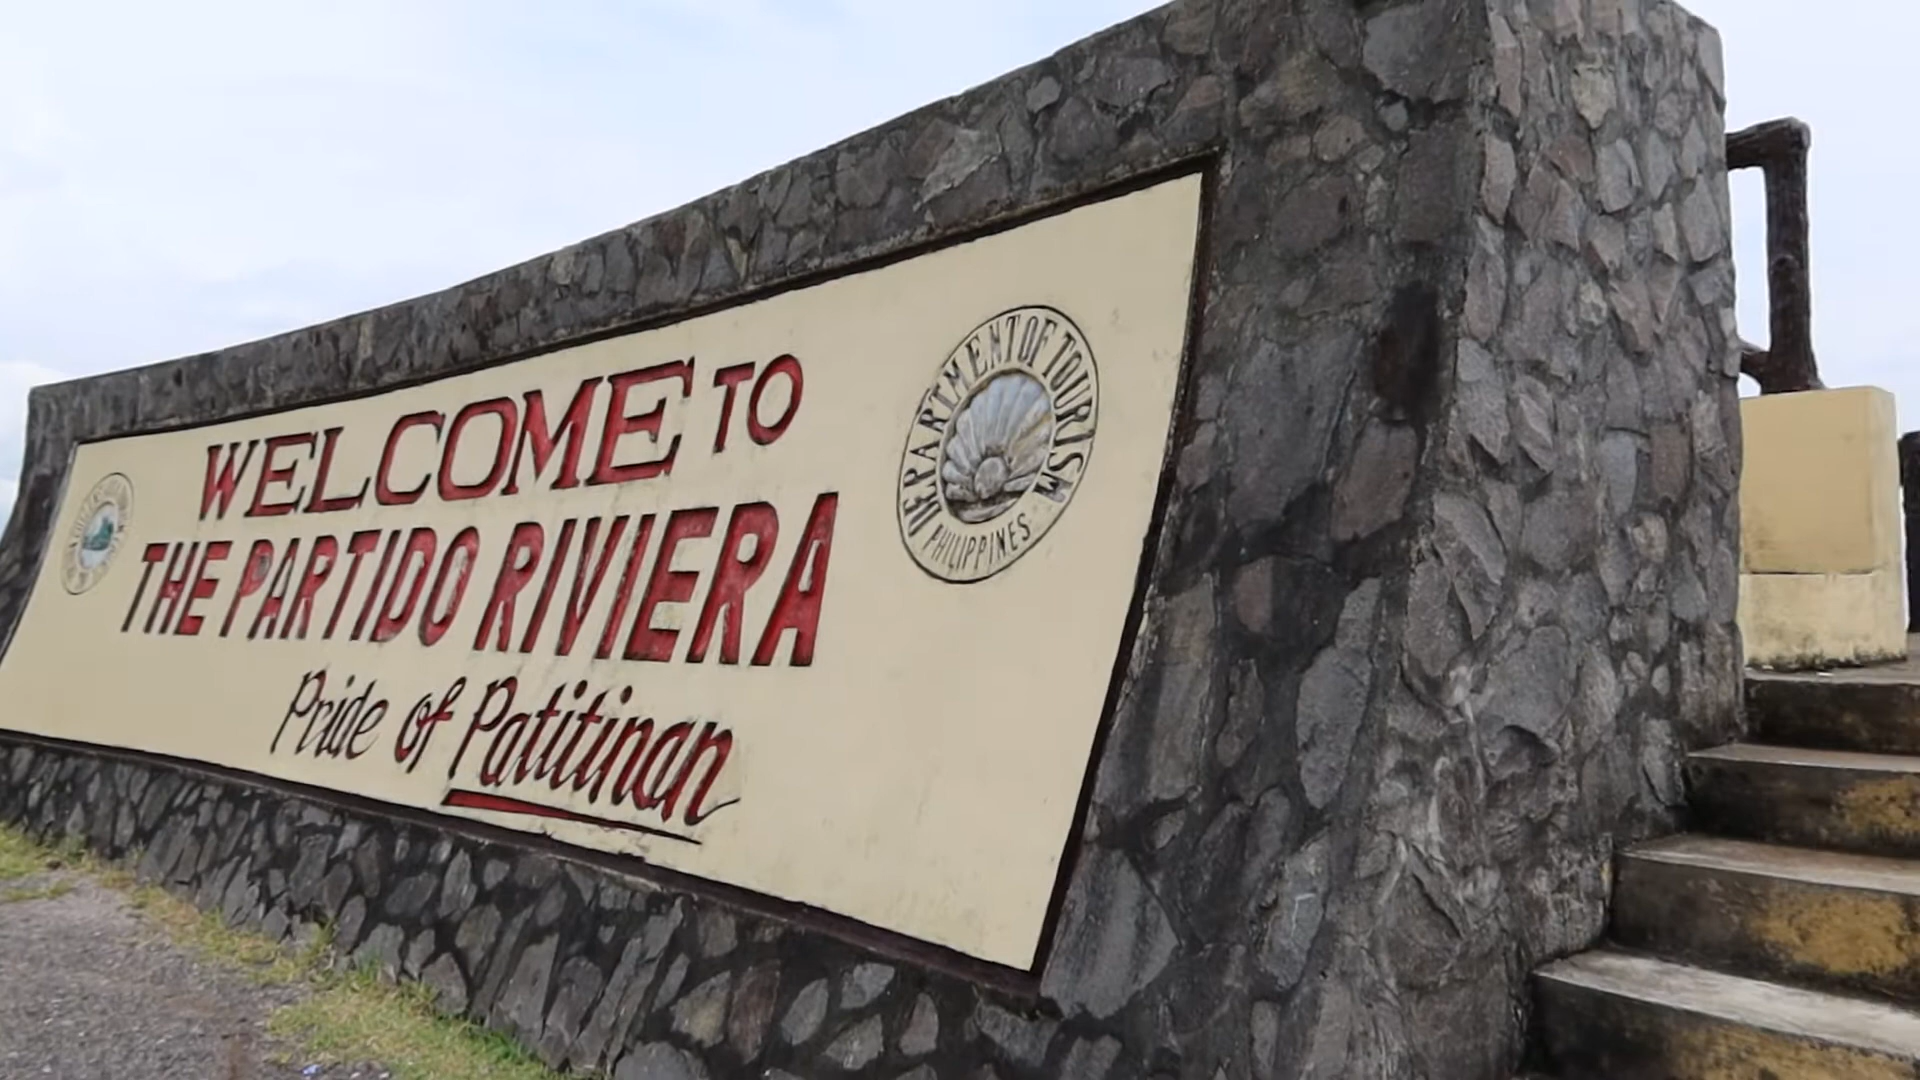 WELCOME TO
THE PARTIDO RIVIERA
Pride of Patitinan
DEPARTMENT OF TOURISM
PHILIPPINES